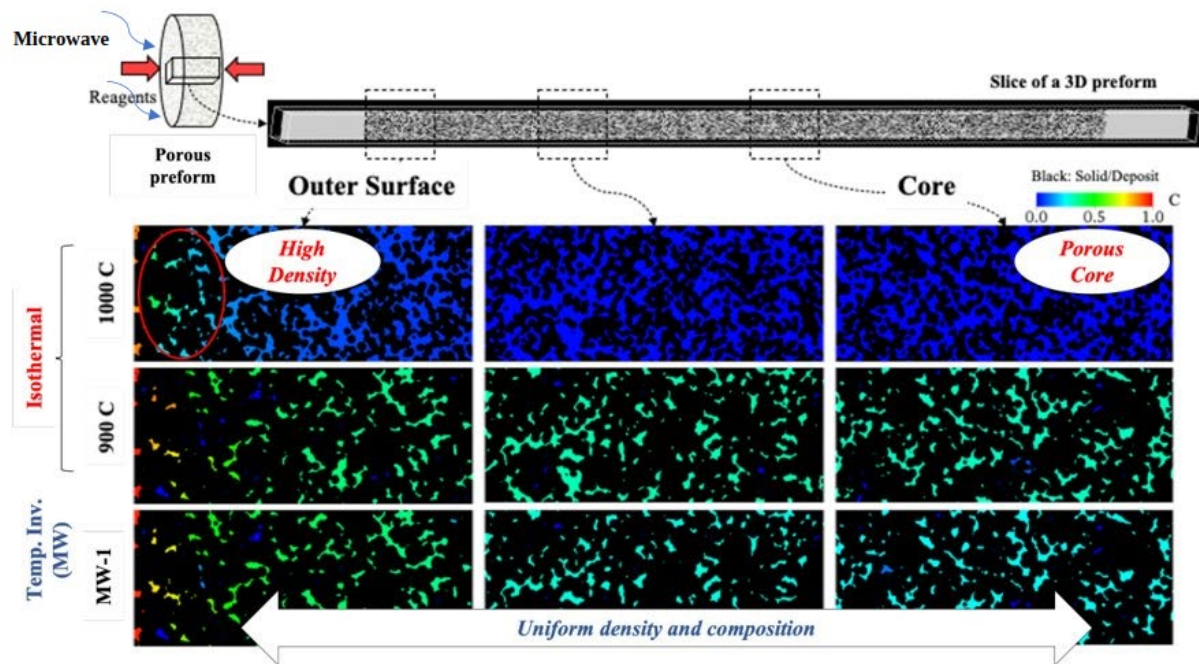 Microwave
Reagents
Porous
preform
Slice of a 3D preform
Outer Surface
Core
Black: Solid/Deposit
C
0.0 0.5 1.0
High
Density
Porous
Core
Isothermal
1000 C
900 C
Temp. Inv.
(MW)
MW-1
Uniform density and composition